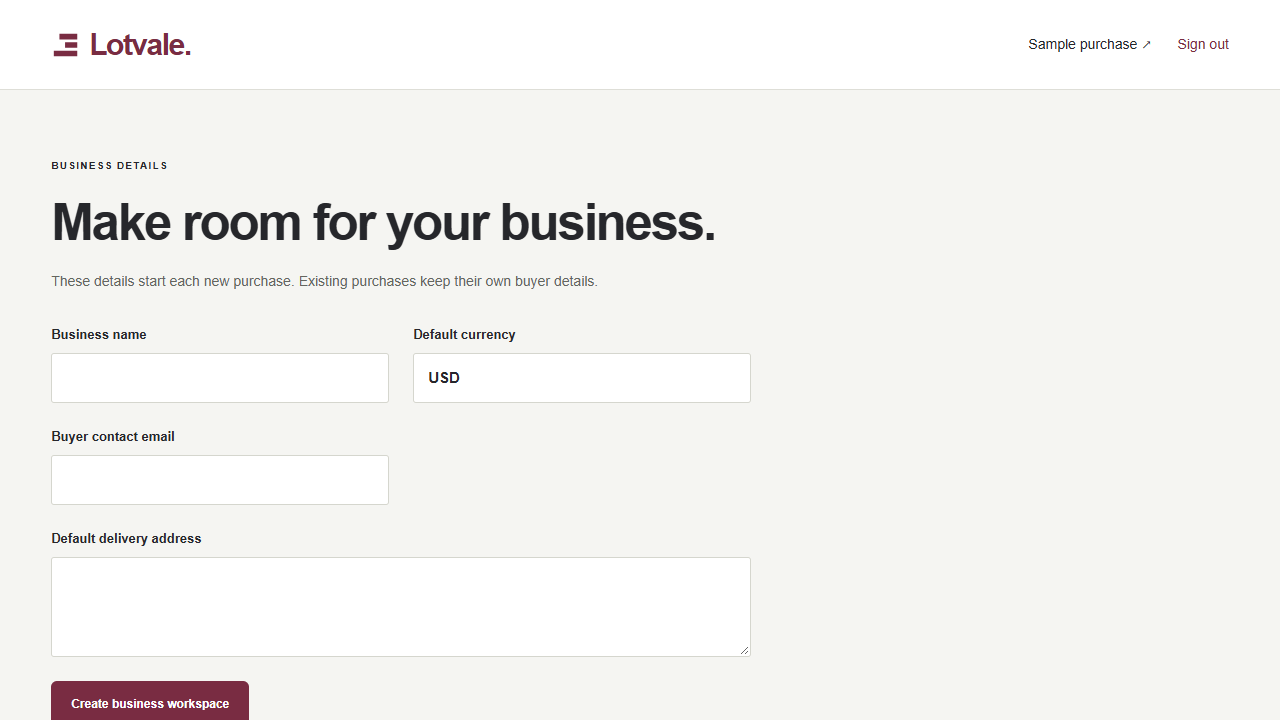 Lotvale.
Sample purchase ↗
Sign out
BUSINESS DETAILS
Make room for your business.
These details start each new purchase. Existing purchases keep their own buyer details.
Business name
Default currency
USD
Buyer contact email
Default delivery address
Create business workspace